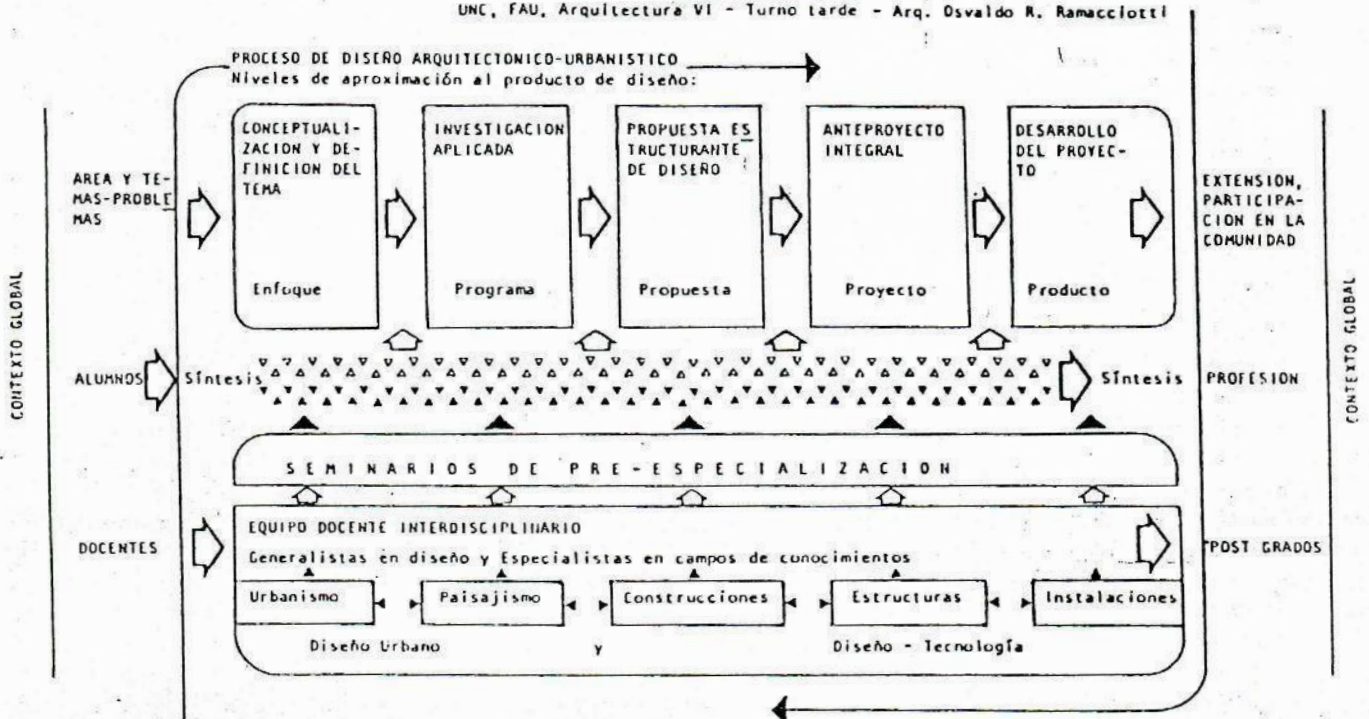 UNC, FAU, Arquitectura VI - Turno tarde - Arq. Osvaldo R. Ramacciotti
PROCESO DE DISEÑO ARQUITECTONICO-URBANISTICO
Niveles de aproximación al producto de diseño:
CONTEXTO GLOBAL
AREA Y TE-
MAS-PROBLE
MAS
CONCEPTUALI-
ZACION Y DE-
FINICION DEL
TEMA
Enfoque
INVESTIGACION
APLICADA
Programa
PROPUESTA ES
TRUCTURANTE
DE DISEÑO
Propuesta
ANTEPROYECTO
INTEGRAL
Proyecto
DESARROLLO
DEL PROYEC-
TO
Producto
EXTENSION,
PARTICIPA-
CION EN LA
COMUNIDAD
CONTEXTO GLOBAL
ALUMNOS
Síntesis
Síntesis
PROFESION
SEMINARIOS DE PRE-ESPECIALIZACION
DOCENTES
EQUIPO DOCENTE INTERDISCIPLINARIO
Generalistas en diseño y Especialistas en campos de conocimientos
POST GRADOS
Urbanismo
Paisajismo
Construcciones
Estructuras
Instalaciones
Diseño Urbano y Diseño - Tecnología